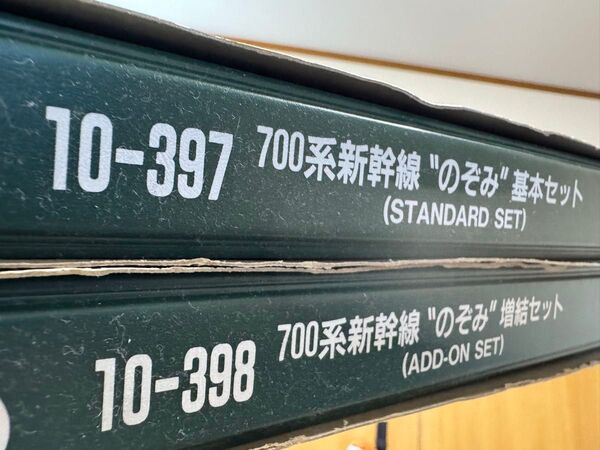 10-397 700系新幹線 "のぞみ" 基本セット
(STANDARD SET)
10-398 700系新幹線 "のぞみ" 増結セット
(ADD-ON SET)